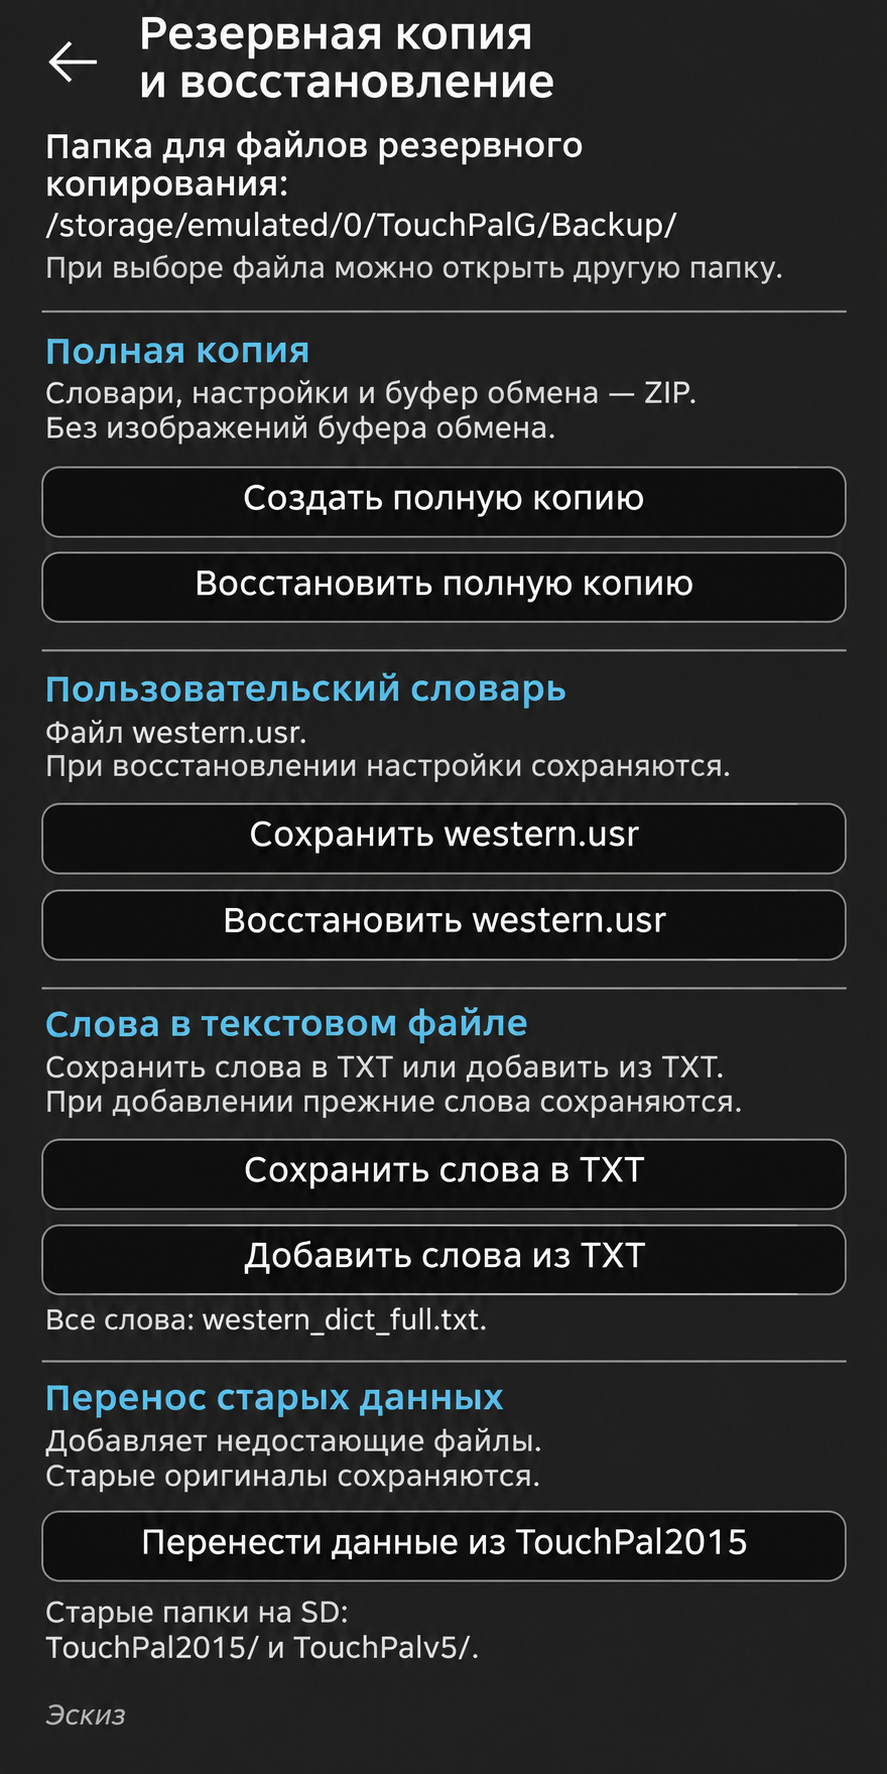 Резервная копия
и восстановление
Папка для файлов резервного
копирования:
/storage/emulated/0/TouchPalG/Backup/
При выборе файла можно открыть другую папку.
Полная копия
Словари, настройки и буфер обмена — ZIP.
Без изображений буфера обмена.
Создать полную копию
Восстановить полную копию
Пользовательский словарь
Файл western.usr.
При восстановлении настройки сохраняются.
Сохранить western.usr
Восстановить western.usr
Слова в текстовом файле
Сохранить слова в TXT или добавить из TXT.
При добавлении прежние слова сохраняются.
Сохранить слова в TXT
Добавить слова из TXT
Все слова: western_dict_full.txt.
Перенос старых данных
Добавляет недостающие файлы.
Старые оригиналы сохраняются.
Перенести данные из TouchPal2015
Старые папки на SD:
TouchPal2015/ и TouchPalv5/.
Эскиз